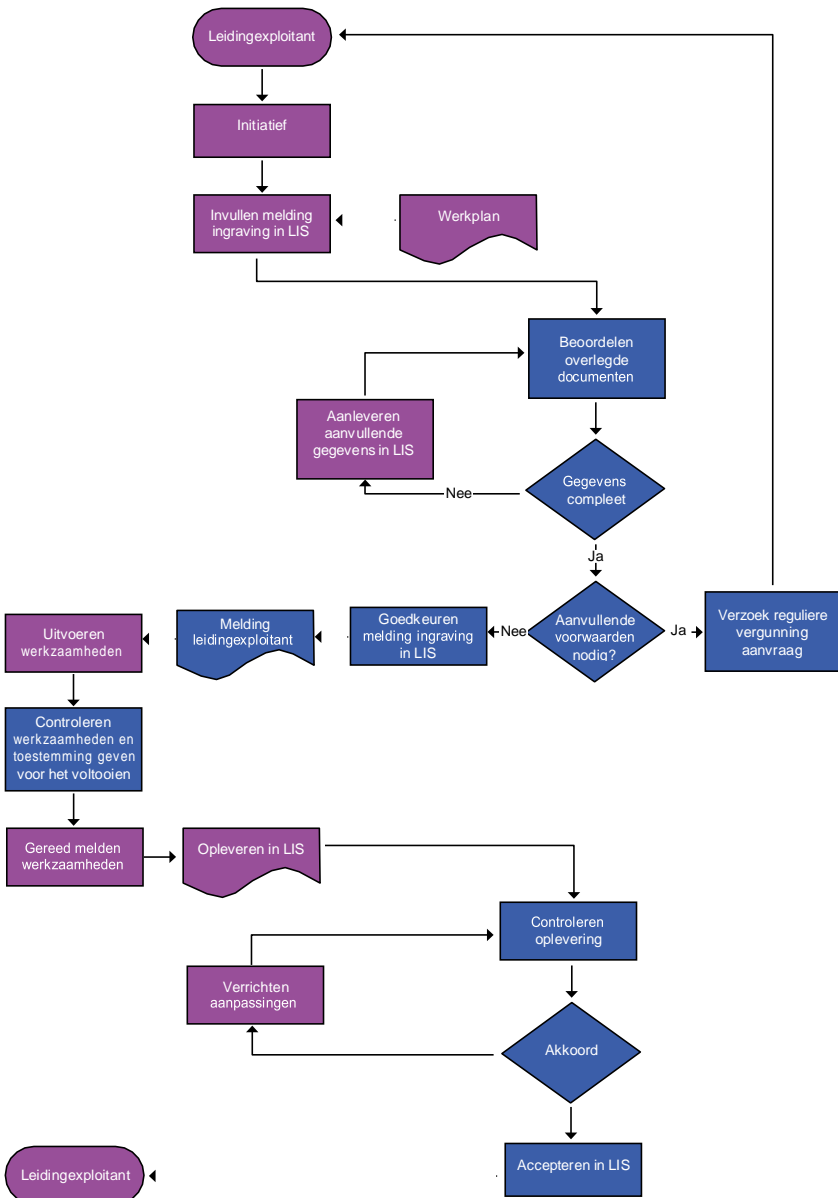 Leidingexploitant
Initiatief
Invullen melding
ingraving in LIS
Werkplan
Beoordelen
overlegde
documenten
Aanleveren
aanvullende
gegevens in LIS
Gegevens
compleet
Nee
Ja
Uitvoeren
werkzaamheden
Melding
leidingexploitant
Goedkeuren
melding ingraving
in LIS
Nee
Aanvullende
voorwaarden
nodig?
Ja
Verzoek reguliere
vergunning
aanvraag
Controleren
werkzaamheden en
toestemming geven
voor het voltooien
Gereed melden
werkzaamheden
Opleveren in LIS
Controleren
oplevering
Verrichten
aanpassingen
Akkoord
Accepteren in LIS
Leidingexploitant